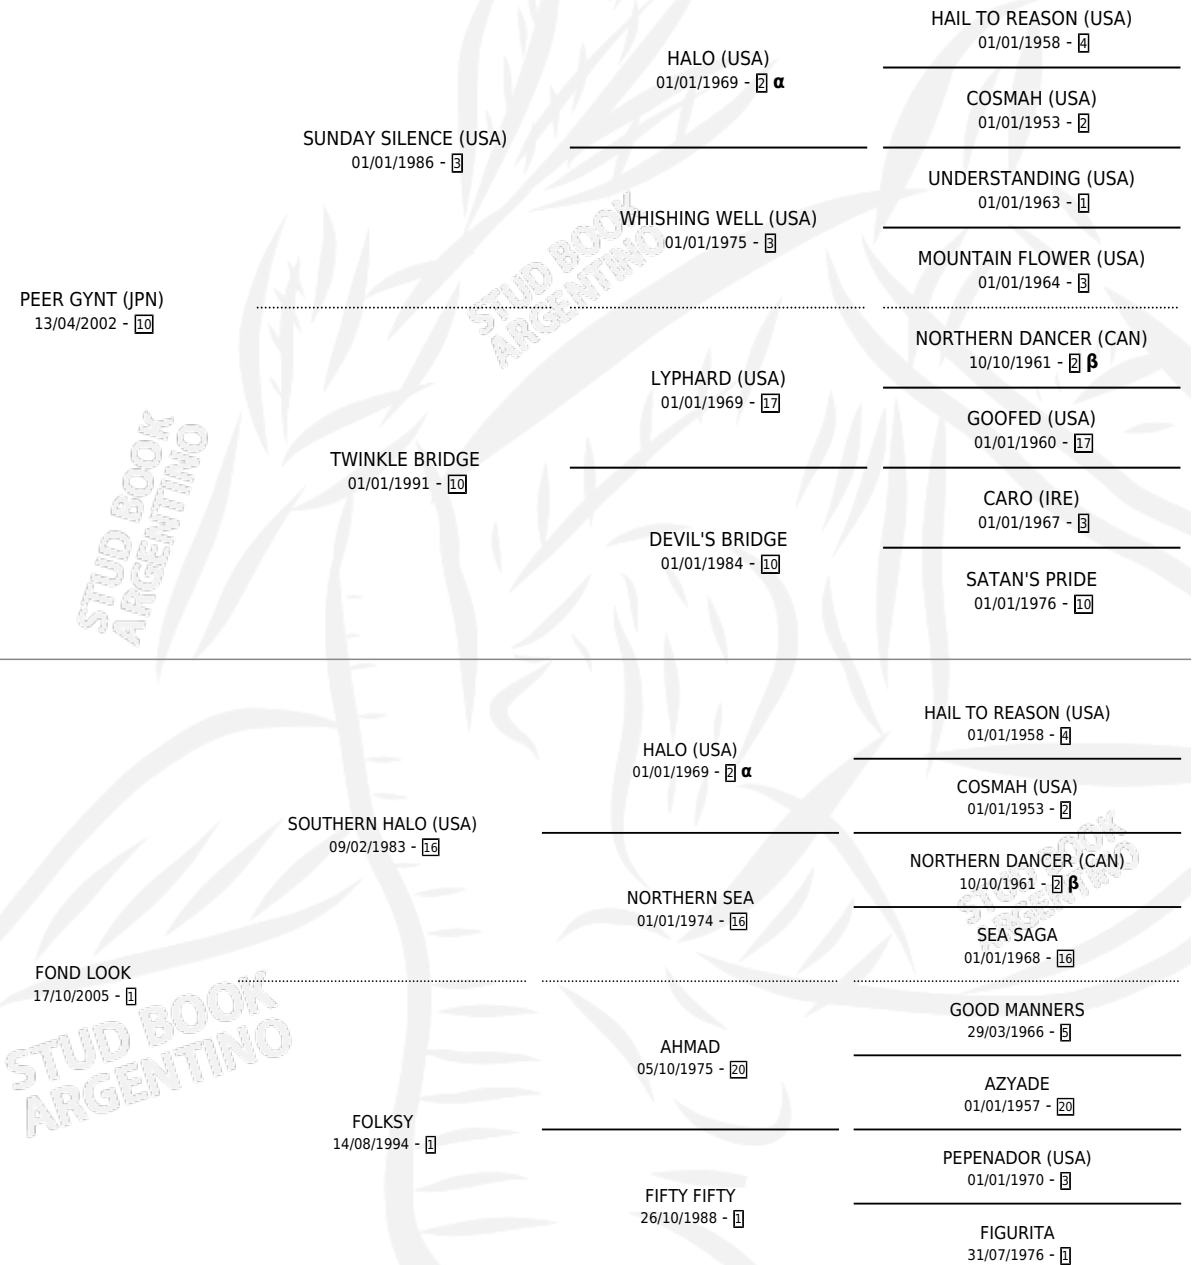 HAIL TO REASON (USA)
01/01/1958 - 4
HALO (USA)
01/01/1969 - 2 α
COSMAH (USA)
01/01/1953 - 2
SUNDAY SILENCE (USA)
01/01/1986 - 3
UNDERSTANDING (USA)
01/01/1963 - 1
WHISHING WELL (USA)
01/01/1975 - 3
MOUNTAIN FLOWER (USA)
01/01/1964 - 3
PEER GYNT (JPN)
13/04/2002 - 10
NORTHERN DANCER (CAN)
10/10/1961 - 2 β
LYPHARD (USA)
01/01/1969 - 17
GOOFED (USA)
01/01/1960 - 17
TWINKLE BRIDGE
01/01/1991 - 10
CARO (IRE)
01/01/1967 - 3
DEVIL'S BRIDGE
01/01/1984 - 10
SATAN'S PRIDE
01/01/1976 - 10
HAIL TO REASON (USA)
01/01/1958 - 4
HALO (USA)
01/01/1969 - 2 α
COSMAH (USA)
01/01/1953 - 2
SOUTHERN HALO (USA)
09/02/1983 - 16
NORTHERN DANCER (CAN)
10/10/1961 - 2 β
NORTHERN SEA
01/01/1974 - 16
SEA SAGA
01/01/1968 - 16
FOND LOOK
17/10/2005 - 1
GOOD MANNERS
29/03/1966 - 5
AHMAD
05/10/1975 - 20
AZYADE
01/01/1957 - 20
FOLKSY
14/08/1994 - 1
PEPENADOR (USA)
01/01/1970 - 3
FIFTY FIFTY
26/10/1988 - 1
FIGURITA
31/07/1976 - 1
STUD BOOK
ARGENTINO
STUD BOOK
ARGENTINO
STUD BOOK
ARGENTINO
STUD BOOK
ARGENTINO